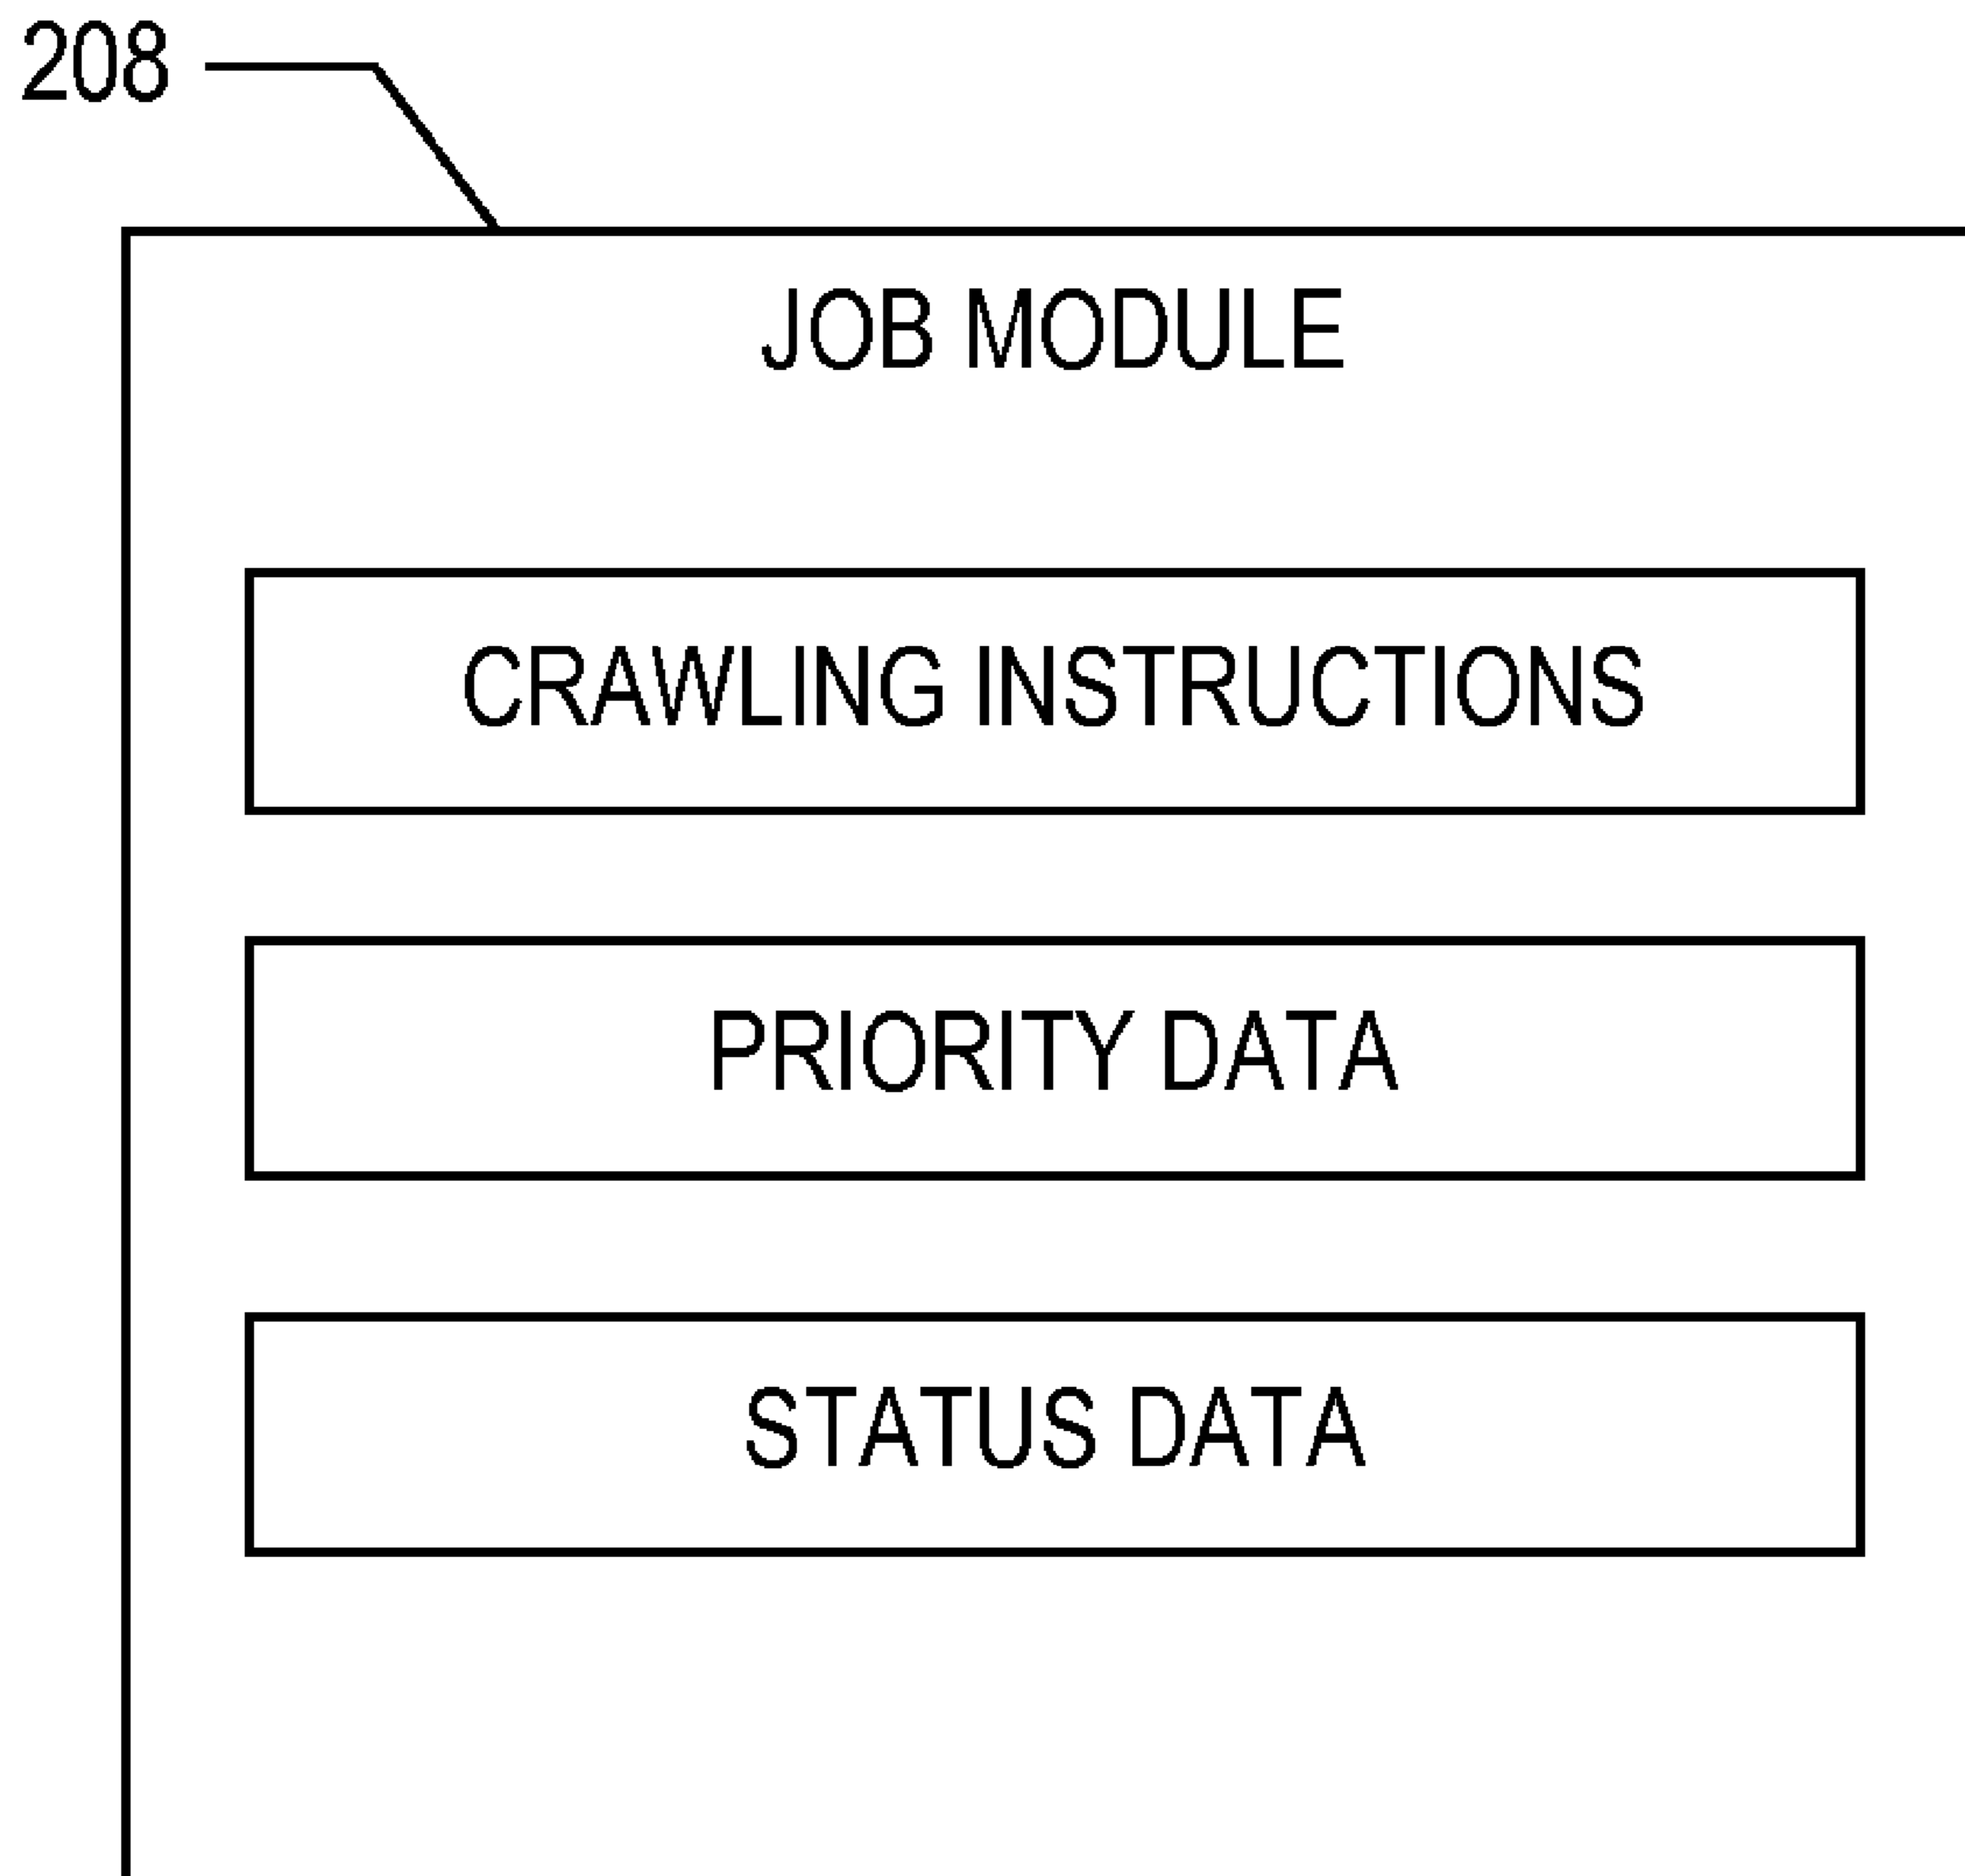 208
JOB MODULE
CRAWLING INSTRUCTIONS
PRIORITY DATA
STATUS DATA